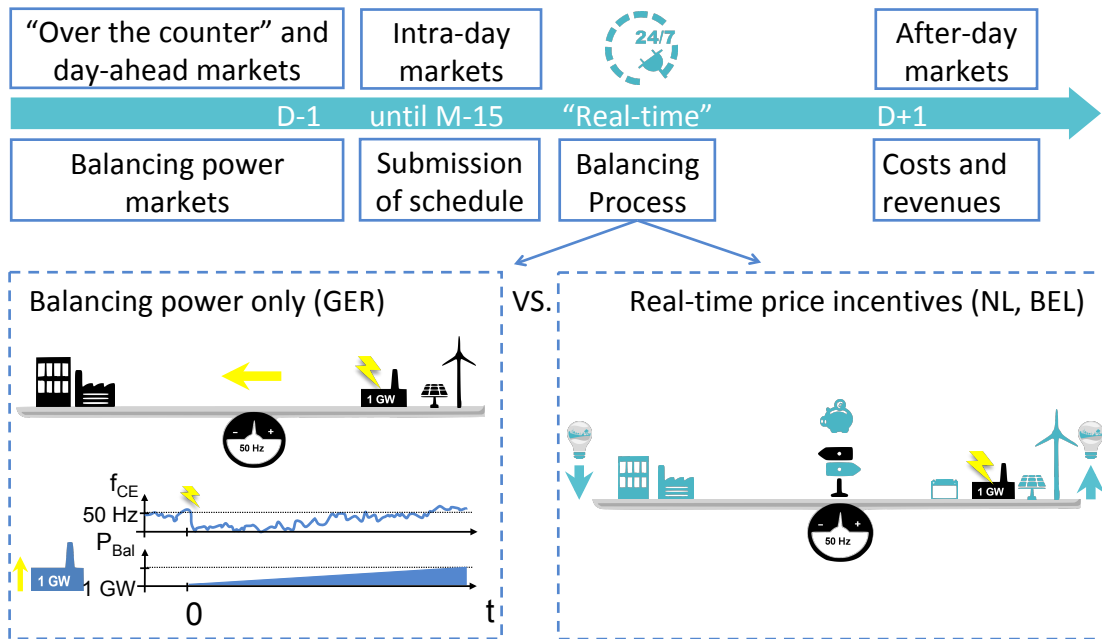 “Over the counter” and
day-ahead markets
Intra-day
markets
24/7
After-day
markets
D-1
until M-15
“Real-time”
D+1
Balancing power
markets
Submission
of schedule
Balancing
Process
Costs and
revenues
Balancing power only (GER)
VS.
Real-time price incentives (NL, BEL)
1 GW
- +
50 Hz
f_CE
50 Hz
P_Bal
1 GW
1 GW
0
t
1 GW
- +
50 Hz